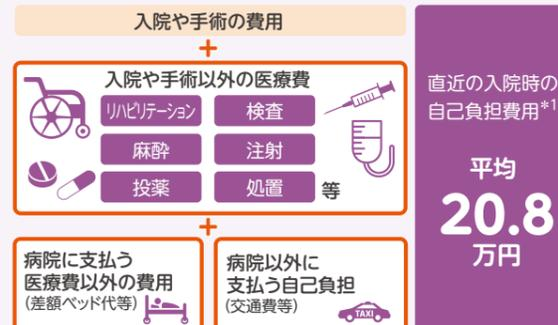 入院や手術の費用
+
入院や手術以外の医療費
リハビリテーション
検査
麻酔
注射
投薬
処置
等
+
病院に支払う
医療費以外の費用
(差額ベッド代等)
病院以外に
支払う自己負担
(交通費等)
TAXI
直近の入院時の
自己負担費用*1
平均
20.8
万円